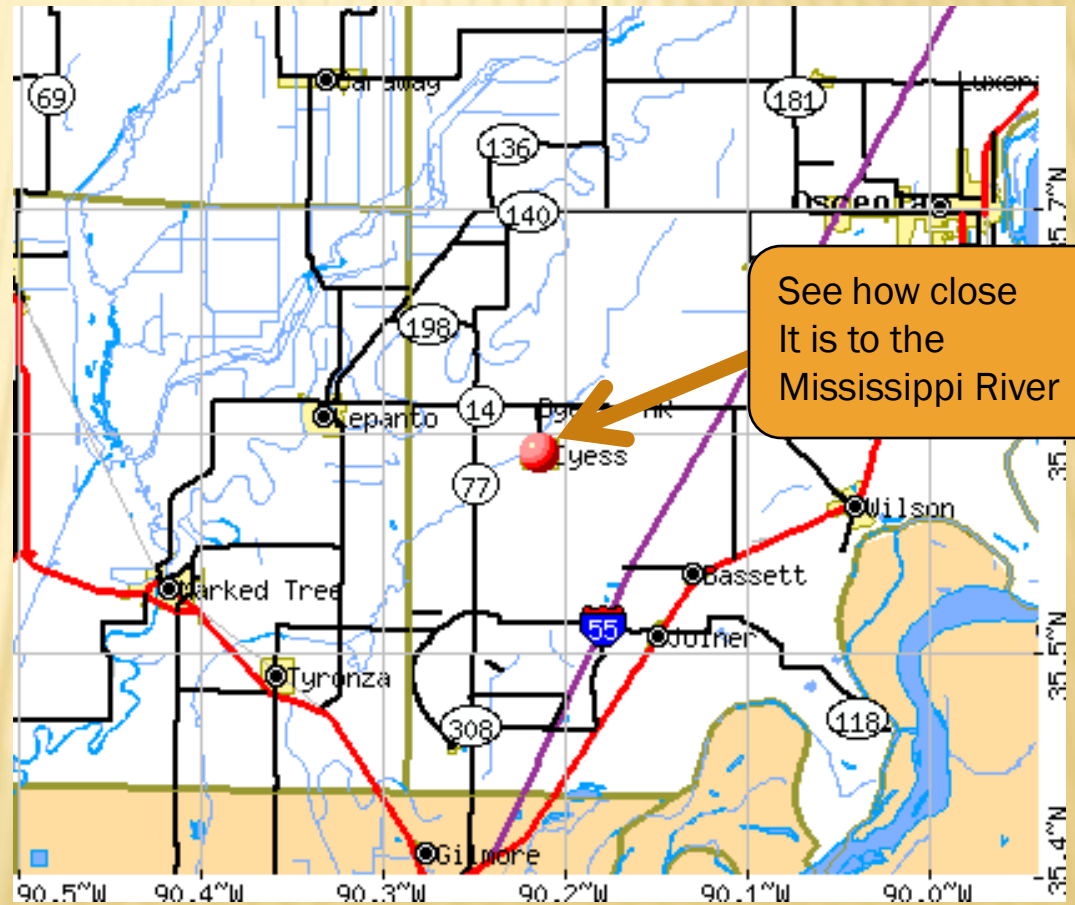 69
Caraway
181
Luxor
136
140
Osceola
35.7°N
See how close
It is to the
Mississippi River
198
14
Lepanto
Dyess
77
Wilson
Bassett
Marked Tree
55
Joiner
35.5°N
Tyronza
118
308
Gilmore
35.4°N
90.5°W 90.4°W 90.3°W 90.2°W 90.1°W 90.0°W